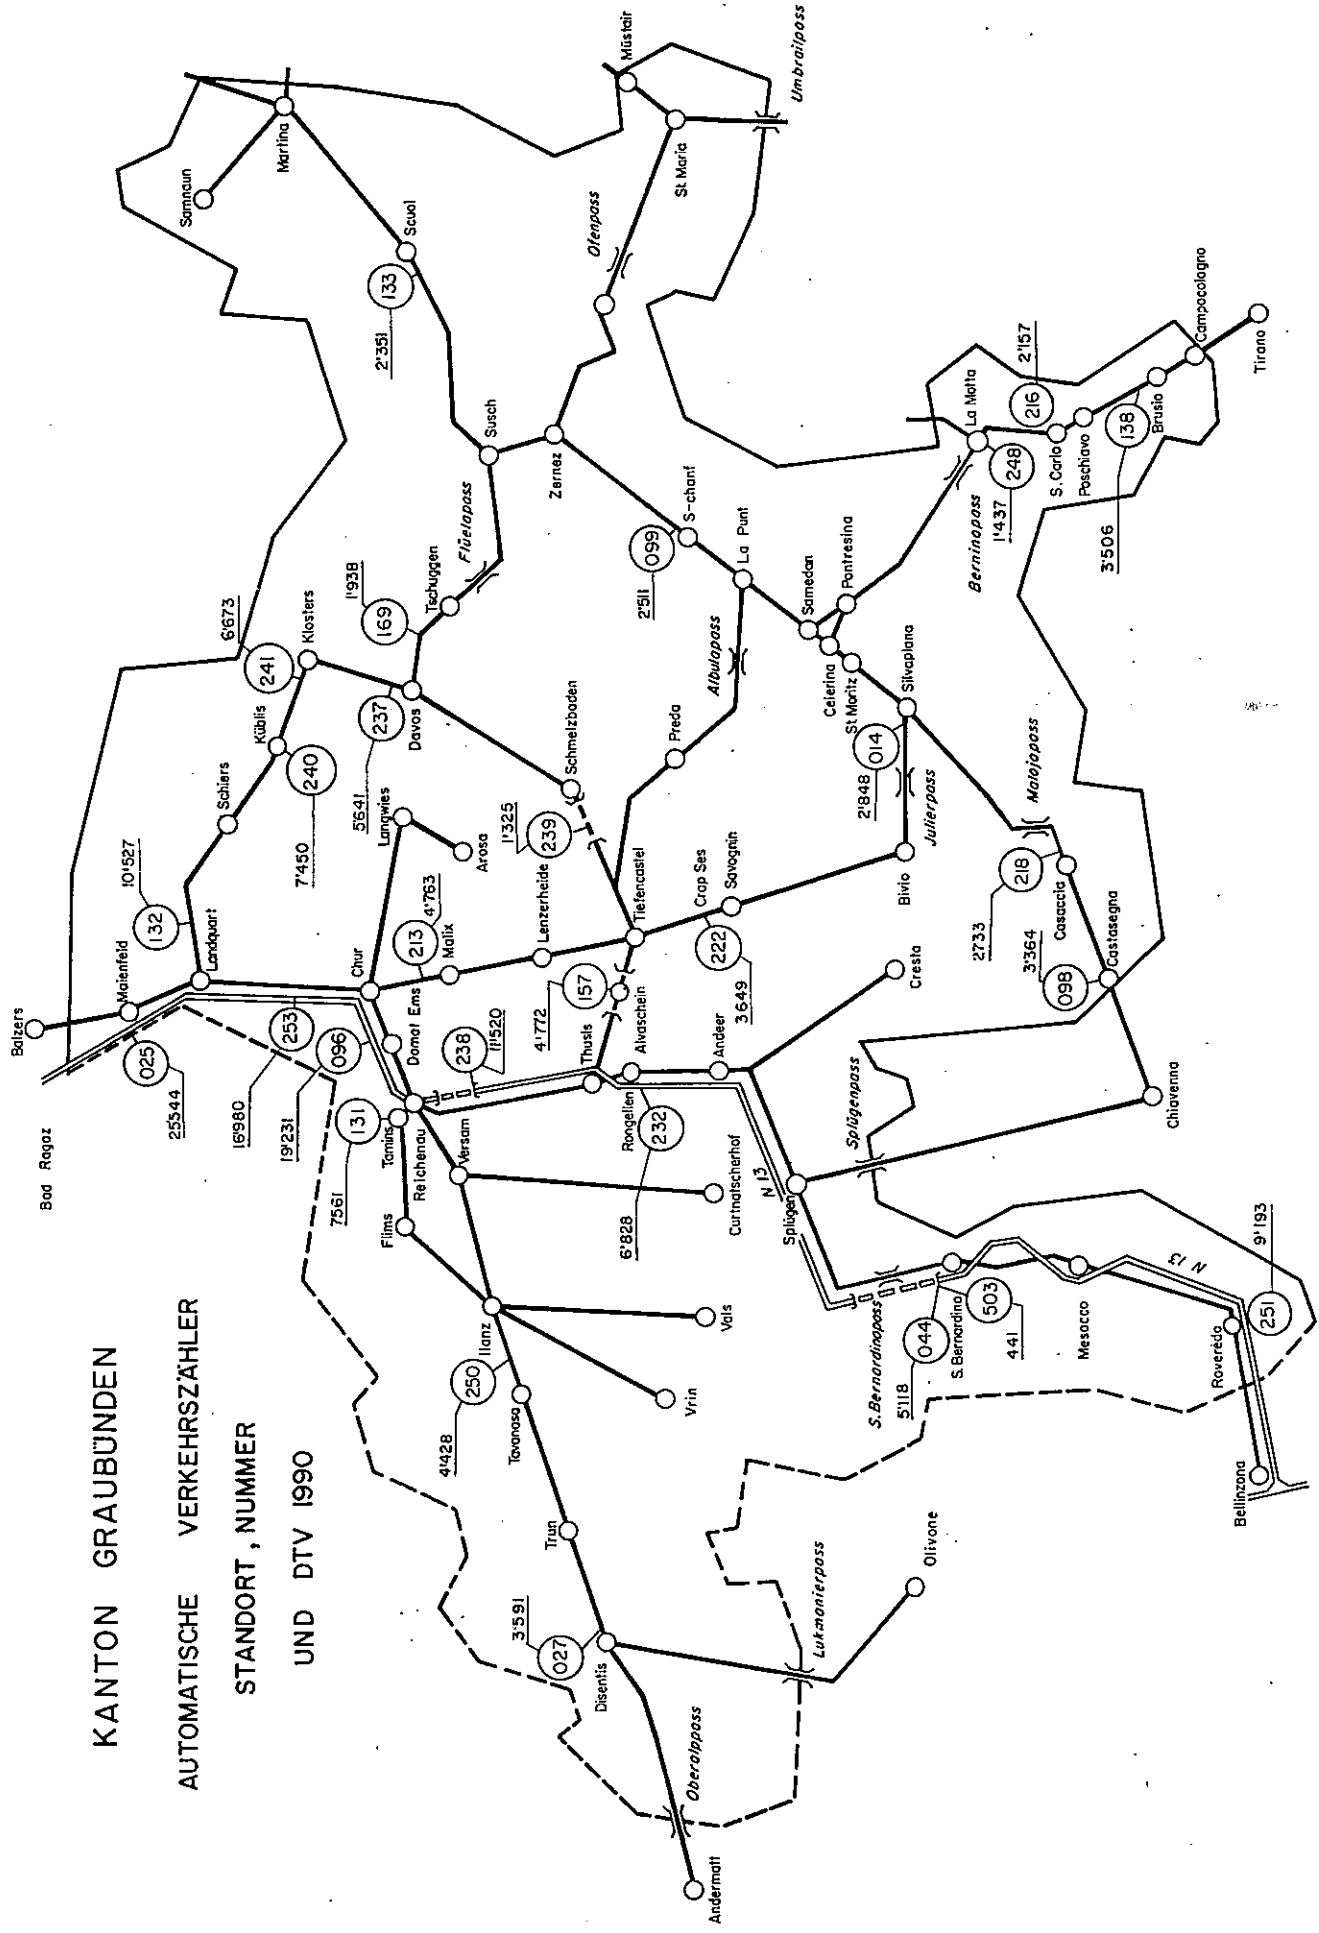 KANTON GRAUBÜNDEN
AUTOMATISCHE VERKEHRSZÄHLER
STANDORT, NUMMER
UND DTV 1990
Bad Ragaz
Balzers
Maienfeld
025
25'544
Landquart
132
10'527
Schiers
Küblis
240
7'450
241
6'673
Klosters
237
5'641
Davos
169
1'938
Tschuggen
Flüelapass
Susch
133
2'351
Scuol
Martina
Samnaun
Zernez
Ofenpass
St Maria
Müstair
Umbrailpass
253
16'980
096
19'231
Chur
Domat Ems
213
4'763
Malix
Langwies
Arosa
Lenzerheide
Tiefencastel
239
1'325
Schmelzboden
Preda
Albulapass
099
2'511
S-chanf
La Punt
Samedan
Pontresina
Celerina
St Moritz
Silvaplana
014
2'848
Julierpass
Bivio
Crap Ses
Savognin
222
3649
157
4'772
Alvaschein
Thusis
238
11'520
131
7561
Tamins
Reichenau
Versam
Flims
Ilanz
Curtnatscherhof
Vals
Vrin
250
4'428
Tavanasa
Trun
027
3'591
Disentis
Oberalppass
Andermatt
Lukmanierpass
Olivone
Rongellen
232
6'828
Andeer
Cresta
N 13
Splügen
Splügenpass
Chiavenna
S.Bernardinopass
044
5'118
S. Bernardino
503
441
Mesocco
N 13
Roveredo
251
9'193
Bellinzona
Malojapass
218
2733
Casaccia
098
3'364
Castasegna
Berninapass
248
1'437
La Motta
216
2'157
S. Carlo
Poschiavo
138
3'506
Brusio
Campocologno
Tirano